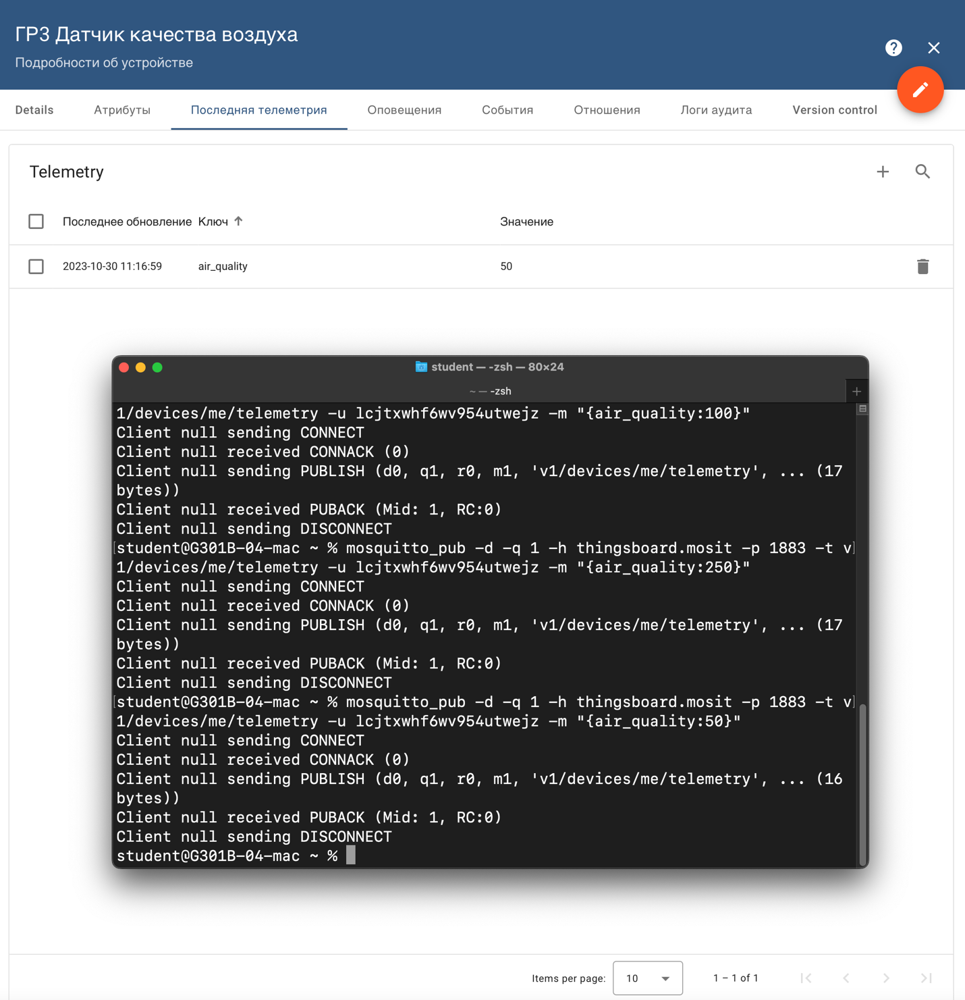 ГР3 Датчик качества воздуха
Подробности об устройстве
Details Атрибуты Последняя телеметрия Оповещения События Отношения Логи аудита Version control
Telemetry
Последнее обновление Ключ Значение
2023-10-30 11:16:59 air_quality 50
student — -zsh — 80×24
~ — -zsh
1/devices/me/telemetry -u lcjtxwhf6wv954utwejz -m "{air_quality:100}"
Client null sending CONNECT
Client null received CONNACK (0)
Client null sending PUBLISH (d0, q1, r0, m1, 'v1/devices/me/telemetry', ... (17
bytes))
Client null received PUBACK (Mid: 1, RC:0)
Client null sending DISCONNECT
[student@G301B-04-mac ~ % mosquitto_pub -d -q 1 -h thingsboard.mosit -p 1883 -t v]
1/devices/me/telemetry -u lcjtxwhf6wv954utwejz -m "{air_quality:250}"
Client null sending CONNECT
Client null received CONNACK (0)
Client null sending PUBLISH (d0, q1, r0, m1, 'v1/devices/me/telemetry', ... (17
bytes))
Client null received PUBACK (Mid: 1, RC:0)
Client null sending DISCONNECT
[student@G301B-04-mac ~ % mosquitto_pub -d -q 1 -h thingsboard.mosit -p 1883 -t v]
1/devices/me/telemetry -u lcjtxwhf6wv954utwejz -m "{air_quality:50}"
Client null sending CONNECT
Client null received CONNACK (0)
Client null sending PUBLISH (d0, q1, r0, m1, 'v1/devices/me/telemetry', ... (16
bytes))
Client null received PUBACK (Mid: 1, RC:0)
Client null sending DISCONNECT
student@G301B-04-mac ~ %
Items per page: 10 1 – 1 of 1